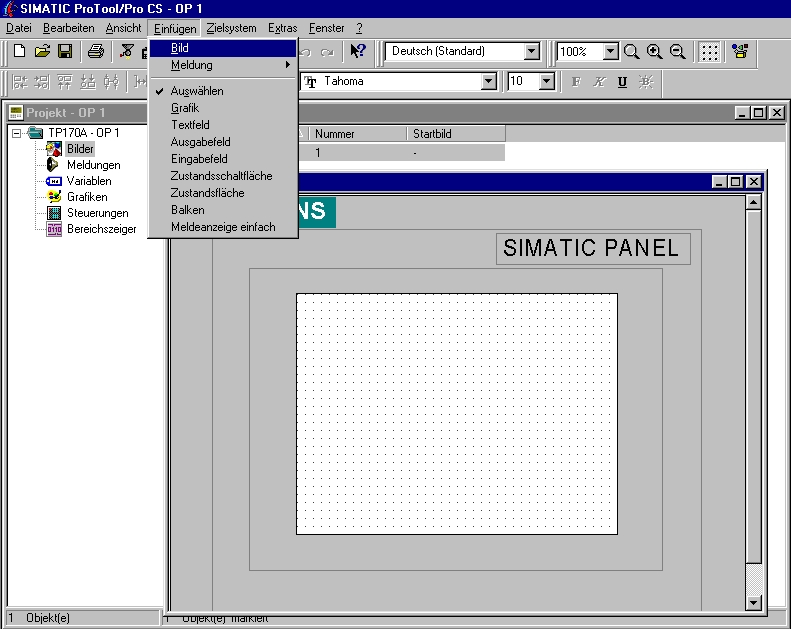 SIMATIC ProTool/Pro CS - OP 1
Datei Bearbeiten Ansicht Einfügen Zielsystem Extras Fenster ?
Deutsch (Standard) 100%
Tahoma 10 F K U
Bild
Meldung
Auswählen
Grafik
Textfeld
Ausgabefeld
Eingabefeld
Zustandsschaltfläche
Zustandsfläche
Balken
Meldeanzeige einfach
Projekt - OP 1
TP170A - OP 1
Bilder
Meldungen
Variablen
Grafiken
Steuerungen
Bereichszeiger
Nummer Startbild
1 -
NS
SIMATIC PANEL
1 Objekt(e)
1 Objekt(e) markiert